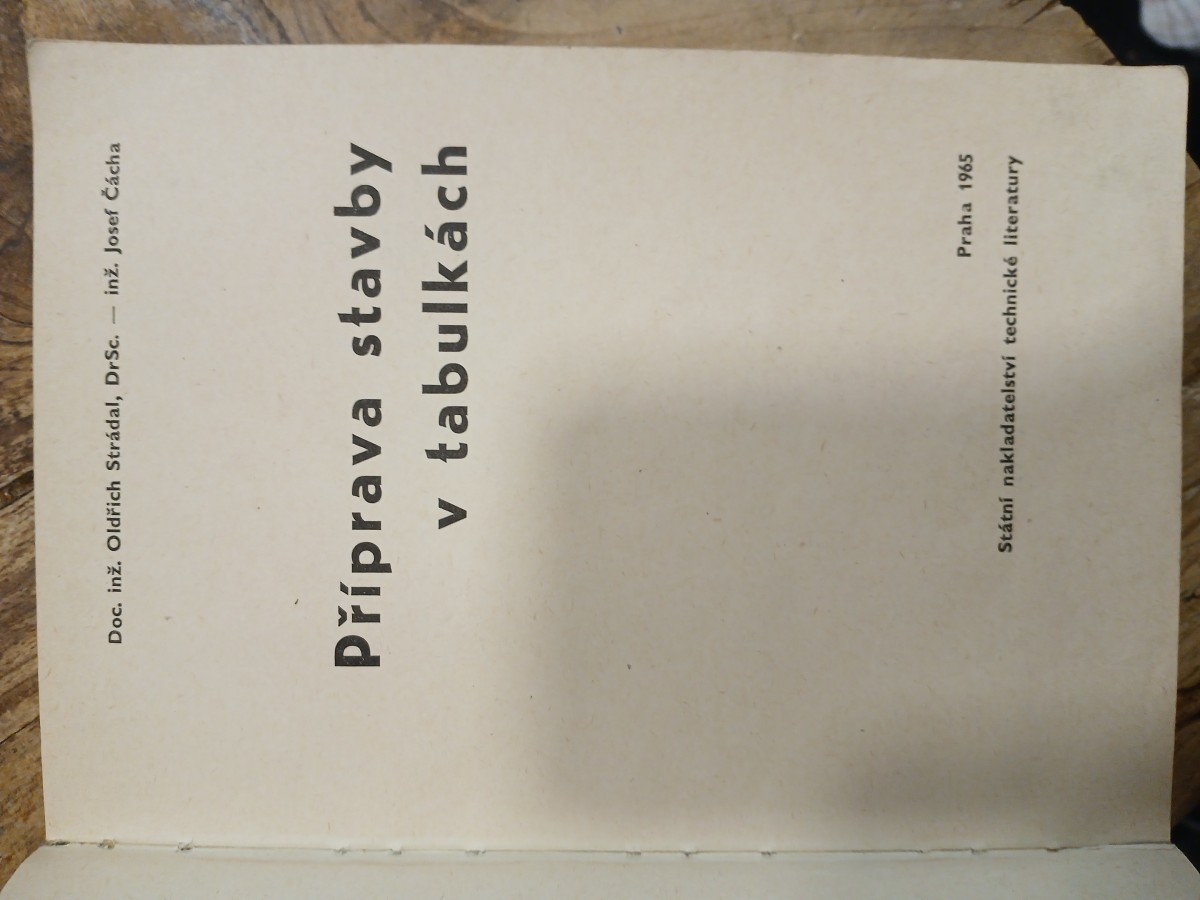 Doc. inž. Oldřich Strádal, DrSc. — inž. Josef Čácha
Příprava stavby
v tabulkách
Praha 1965
Státní nakladatelství technické literatury